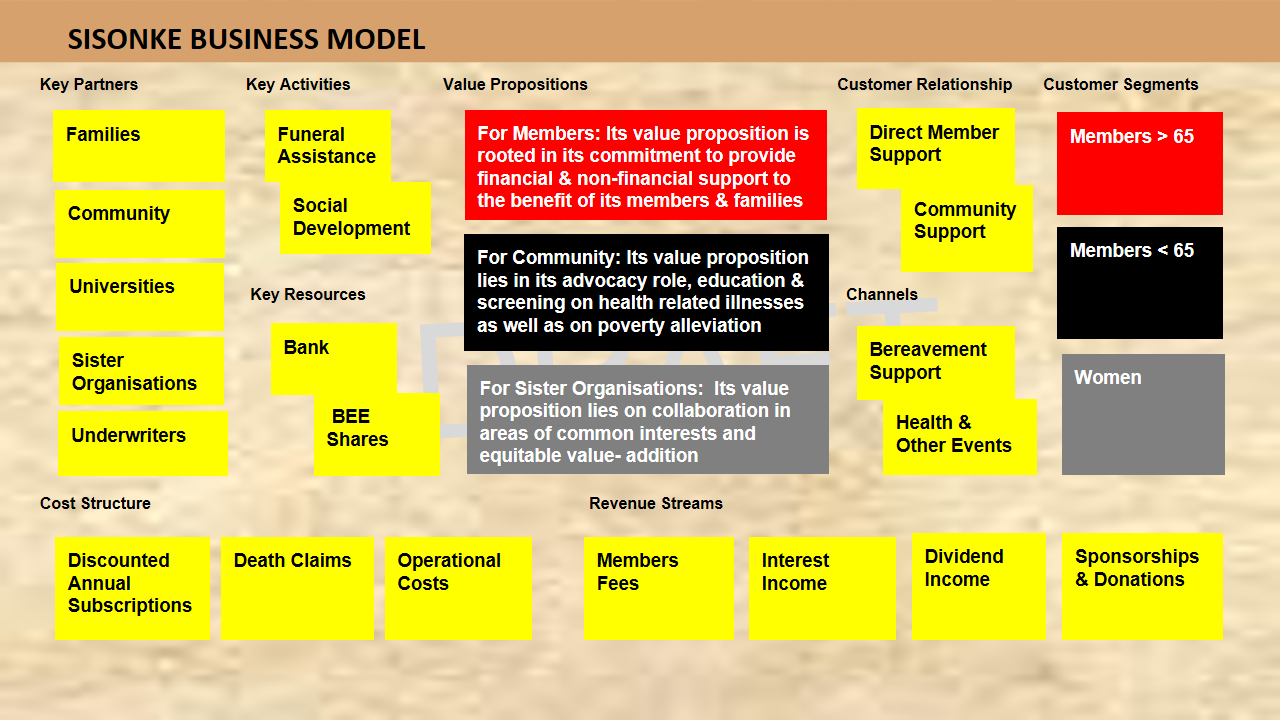 SISONKE BUSINESS MODEL
Key Partners
Families
Community
Universities
Sister
Organisations
Underwriters
Key Activities
Funeral
Assistance
Social
Development
Key Resources
Bank
BEE
Shares
Value Propositions
For Members: Its value proposition is
rooted in its commitment to provide
financial & non-financial support to
the benefit of its members & families
For Community: Its value proposition
lies in its advocacy role, education &
screening on health related illnesses
as well as on poverty alleviation
For Sister Organisations: Its value
proposition lies on collaboration in
areas of common interests and
equitable value- addition
Customer Relationship
Direct Member
Support
Community
Support
Channels
Bereavement
Support
Health &
Other Events
Customer Segments
Members > 65
Members < 65
Women
Cost Structure
Discounted
Annual
Subscriptions
Death Claims
Operational
Costs
Revenue Streams
Members
Fees
Interest
Income
Dividend
Income
Sponsorships
& Donations